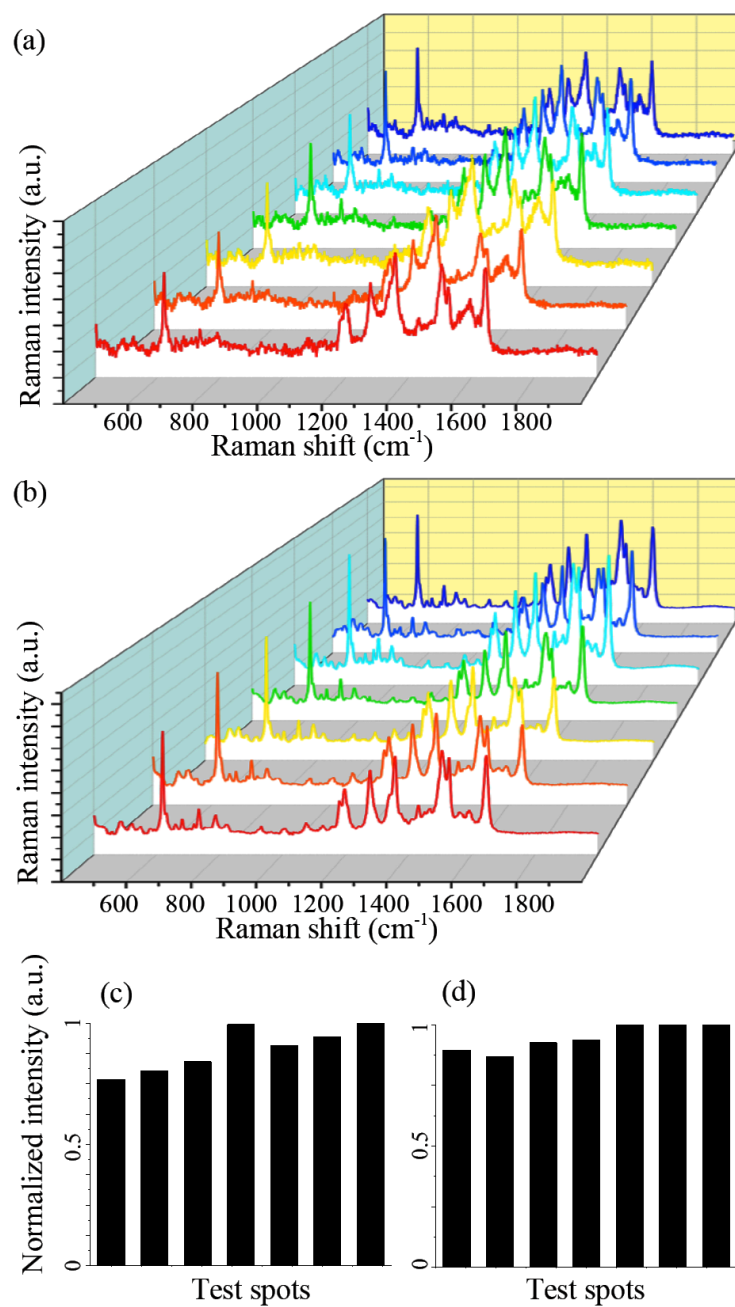 (a)
Raman intensity (a.u.)
600 800 1000 1200 1400 1600 1800
Raman shift (cm-1)
(b)
Raman intensity (a.u.)
600 800 1000 1200 1400 1600 1800
Raman shift (cm-1)
Normalized intensity (a.u.)
(c) (d)
1 1
0.5 0.5
0 0
Test spots Test spots